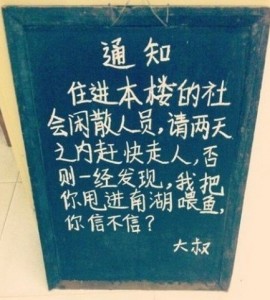 通知
住进本楼的社
会闲散人员,请两天
之内赶快走人,否
则一经发现,我把
你甩进南湖喂鱼,
你信不信?
大叔